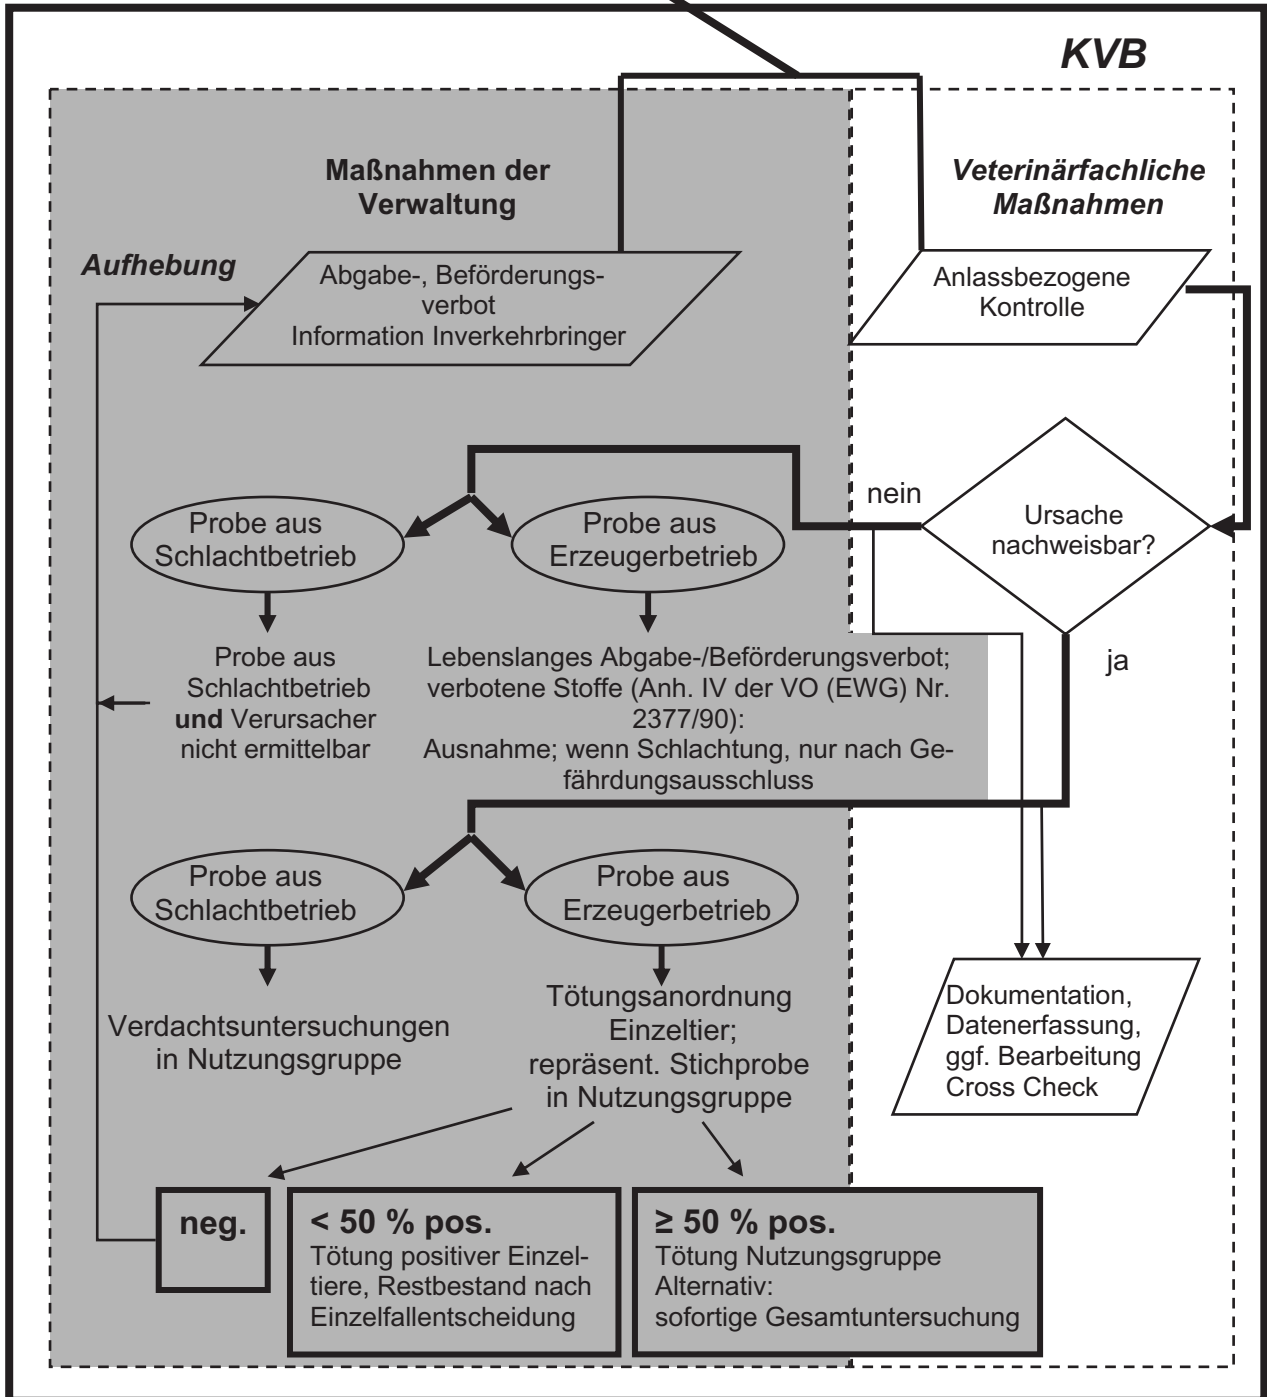 KVB
Maßnahmen der
Verwaltung
Veterinärfachliche
Maßnahmen
Aufhebung
Abgabe-, Beförderungs-
verbot
Information Inverkehrbringer
Anlassbezogene
Kontrolle
nein
Ursache
nachweisbar?
ja
Probe aus
Schlachtbetrieb
Probe aus
Erzeugerbetrieb
Probe aus
Schlachtbetrieb
und Verursacher
nicht ermittelbar
Lebenslanges Abgabe-/Beförderungsverbot;
verbotene Stoffe (Anh. IV der VO (EWG) Nr.
2377/90):
Ausnahme; wenn Schlachtung, nur nach Ge-
fährdungsausschluss
Probe aus
Schlachtbetrieb
Probe aus
Erzeugerbetrieb
Verdachtsuntersuchungen
in Nutzungsgruppe
Tötungsanordnung
Einzeltier;
repräsent. Stichprobe
in Nutzungsgruppe
Dokumentation,
Datenerfassung,
ggf. Bearbeitung
Cross Check
neg.
< 50 % pos.
Tötung positiver Einzel-
tiere, Restbestand nach
Einzelfallentscheidung
≥ 50 % pos.
Tötung Nutzungsgruppe
Alternativ:
sofortige Gesamtuntersuchung